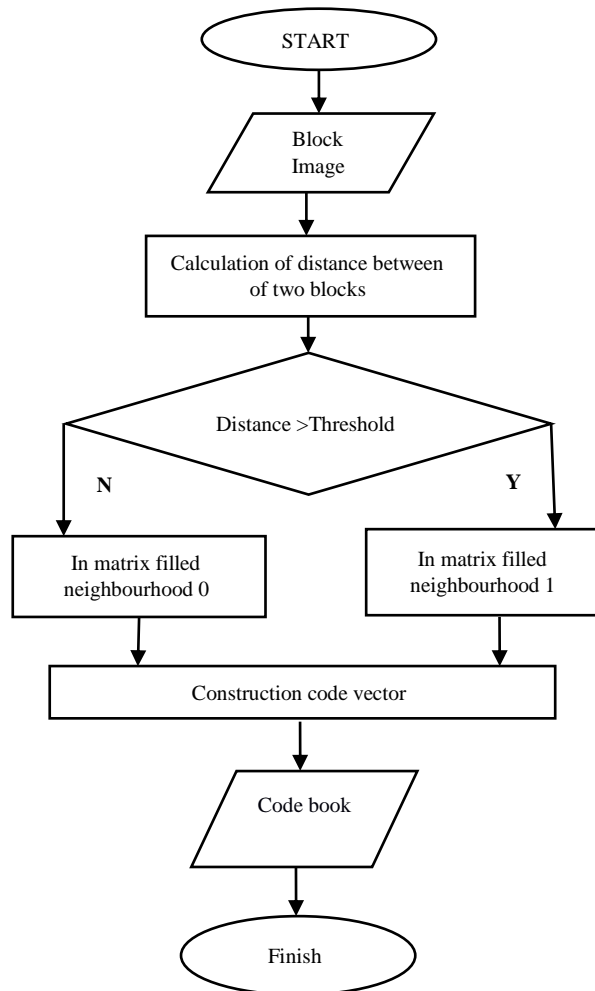 START
Block
Image
Calculation of distance between
of two blocks
Distance >Threshold
N
Y
In matrix filled
neighbourhood 0
In matrix filled
neighbourhood 1
Construction code vector
Code book
Finish